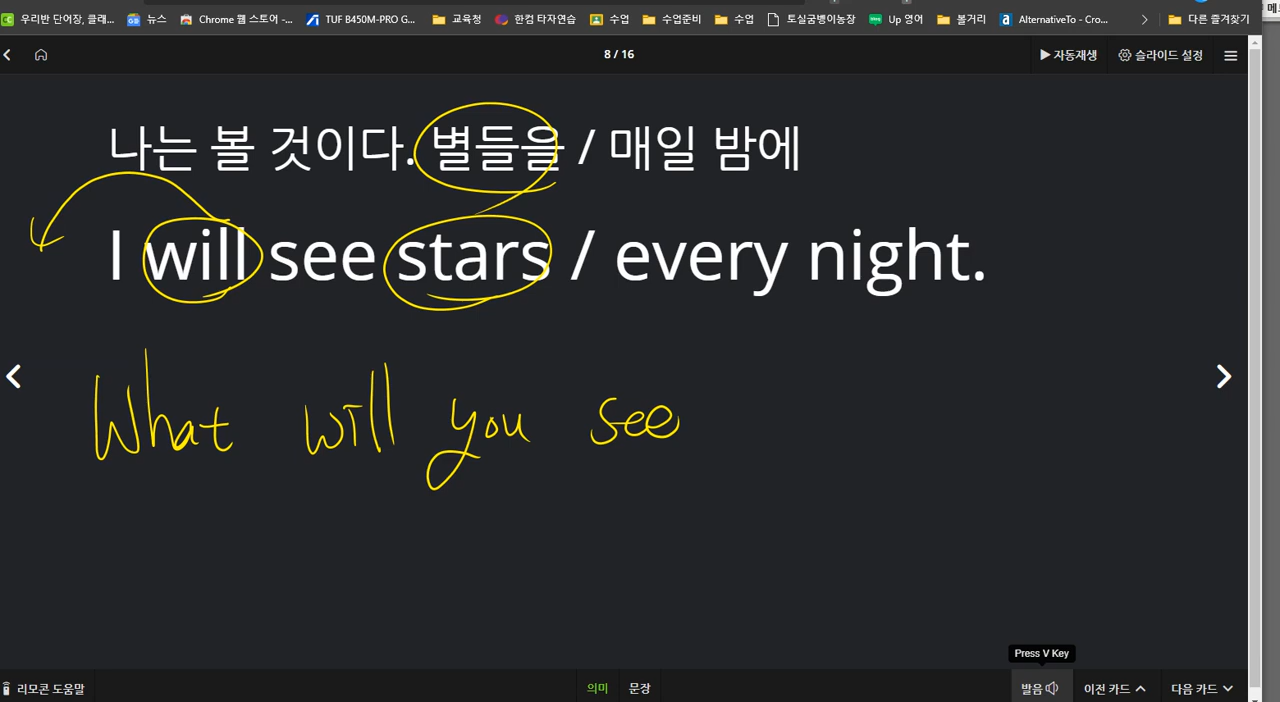 우리반 단어장, 클래... 뉴스 Chrome 웹 스토어 -... TUF B450M-PRO G... 교육청 한컴 타자연습 수업 수업준비 수업 토실굼벵이농장 Up 영어 볼거리 AlternativeTo - Cro... 다른 즐겨찾기
8 / 16 자동재생 슬라이드 설정
나는 볼 것이다. 별들을 / 매일 밤에
I will see stars / every night.
What will you see
Press V Key
리모콘 도움말 의미 문장 발음 이전 카드 다음 카드